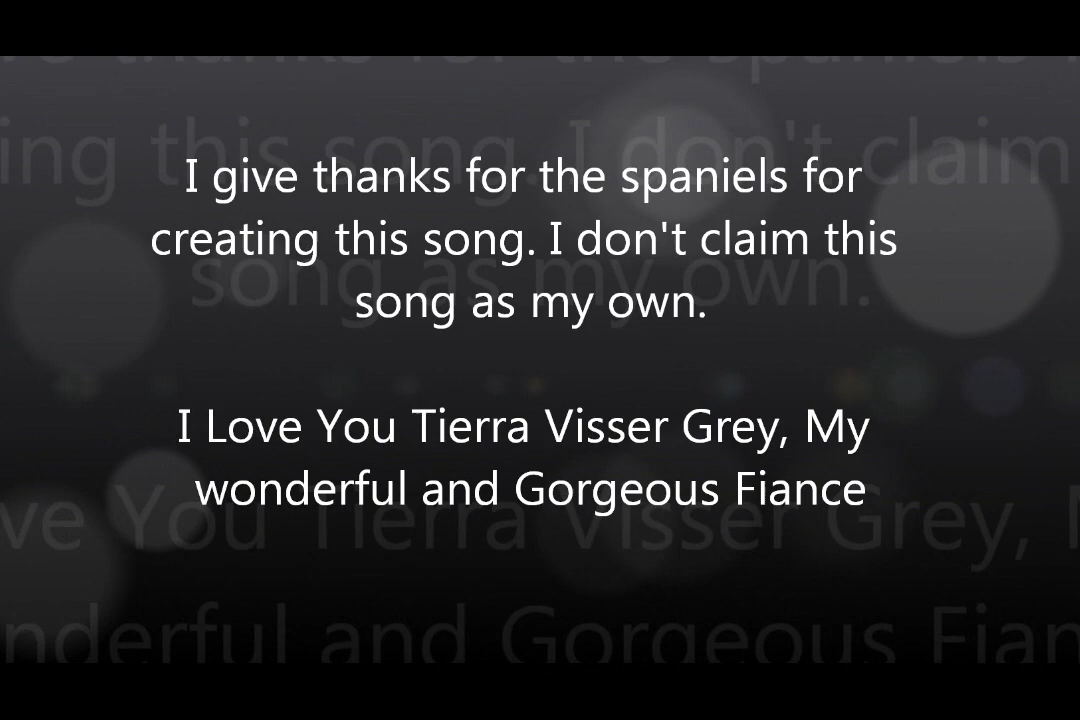 I give thanks for the spaniels for
creating this song. I don't claim this
song as my own.
I Love You Tierra Visser Grey, My
wonderful and Gorgeous Fiance